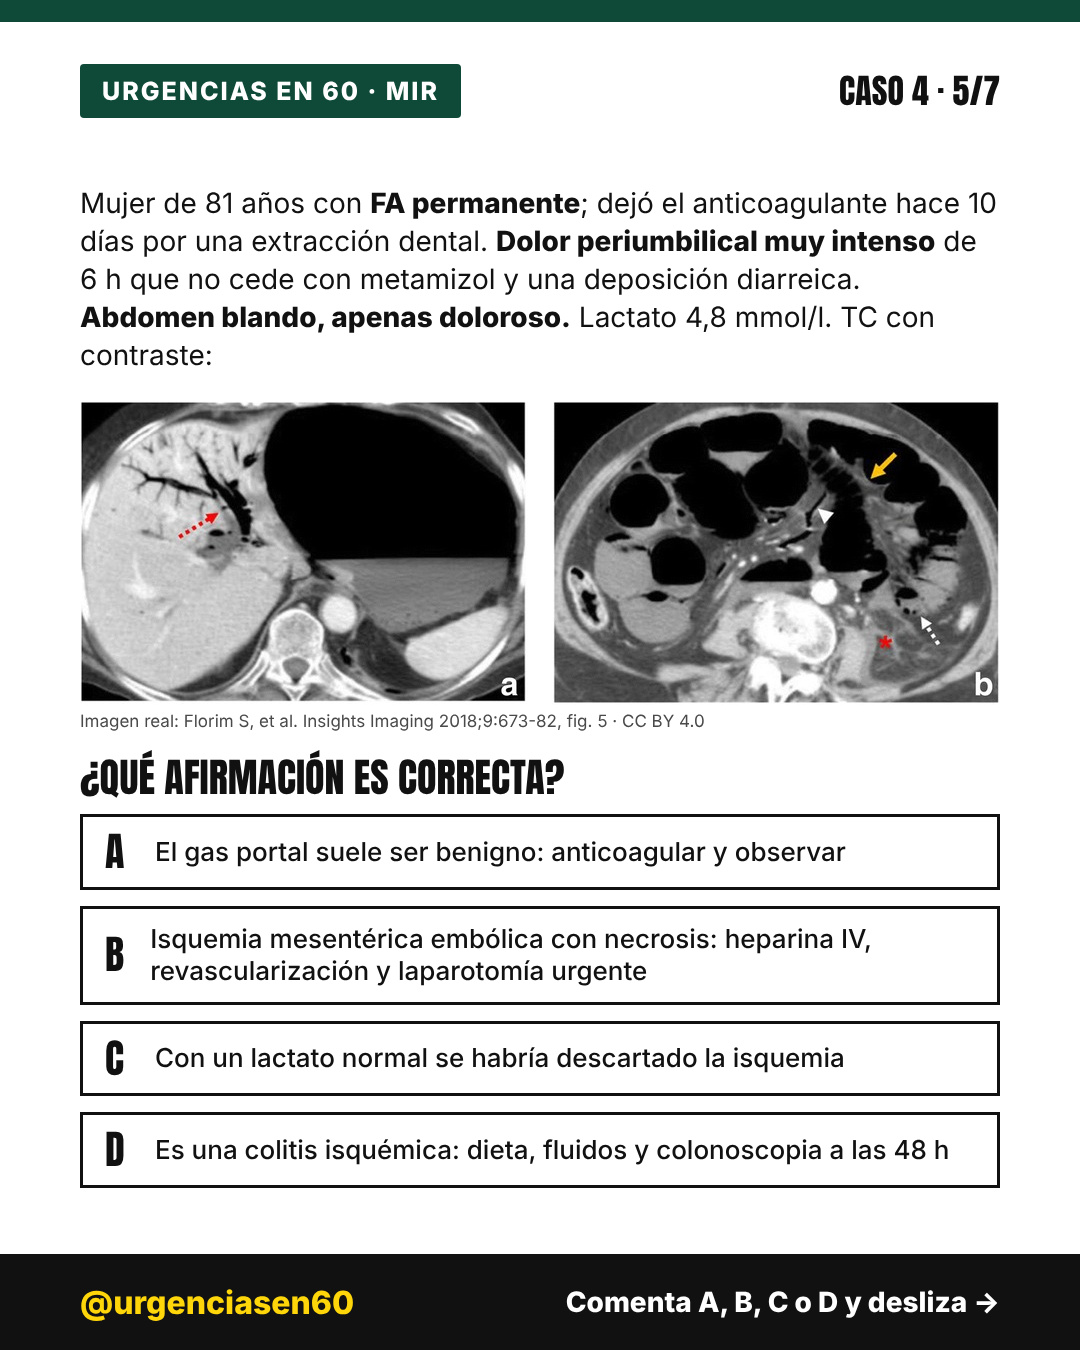 URGENCIAS EN 60 · MIR
CASO 4 · 5/7
Mujer de 81 años con FA permanente; dejó el anticoagulante hace 10
días por una extracción dental. Dolor periumbilical muy intenso de
6 h que no cede con metamizol y una deposición diarreica.
Abdomen blando, apenas doloroso. Lactato 4,8 mmol/l. TC con
contraste:
a
b
Imagen real: Florim S, et al. Insights Imaging 2018;9:673-82, fig. 5 · CC BY 4.0
¿QUÉ AFIRMACIÓN ES CORRECTA?
A El gas portal suele ser benigno: anticoagular y observar
B Isquemia mesentérica embólica con necrosis: heparina IV,
revascularización y laparotomía urgente
C Con un lactato normal se habría descartado la isquemia
D Es una colitis isquémica: dieta, fluidos y colonoscopia a las 48 h
@urgenciasen60
Comenta A, B, C o D y desliza →